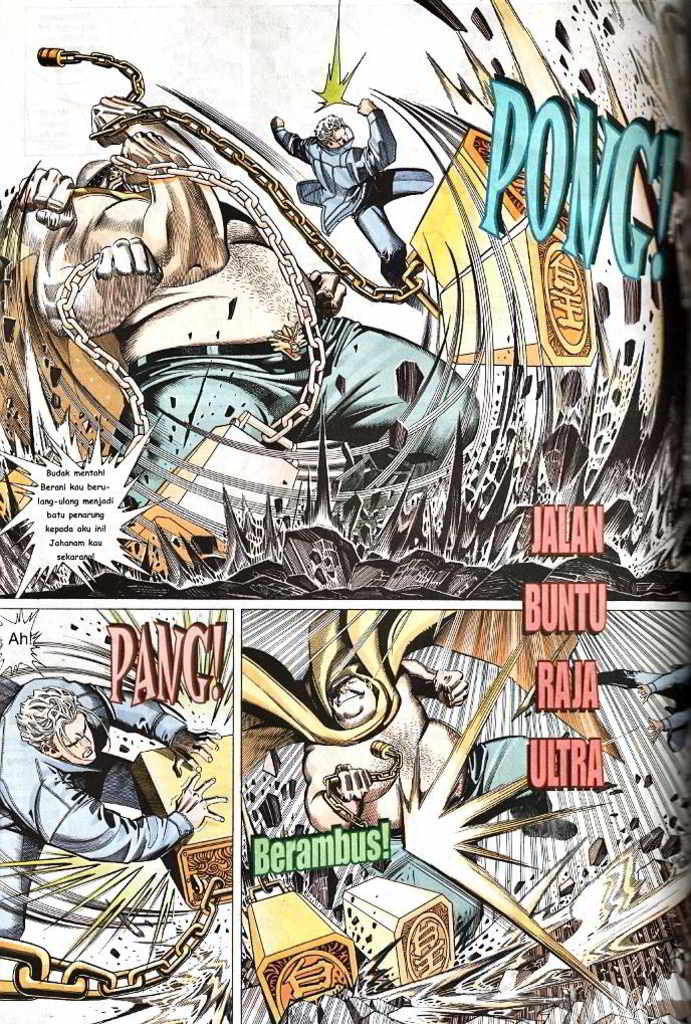 PONG!
Budak mentah!
Berani kau beru-
lang-ulang menjadi
batu penarung
kepada aku ini!
Jahanam kau
sekarang!
JALAN
BUNTU
RAJA
ULTRA
Ah!
PANG!
Berambus!